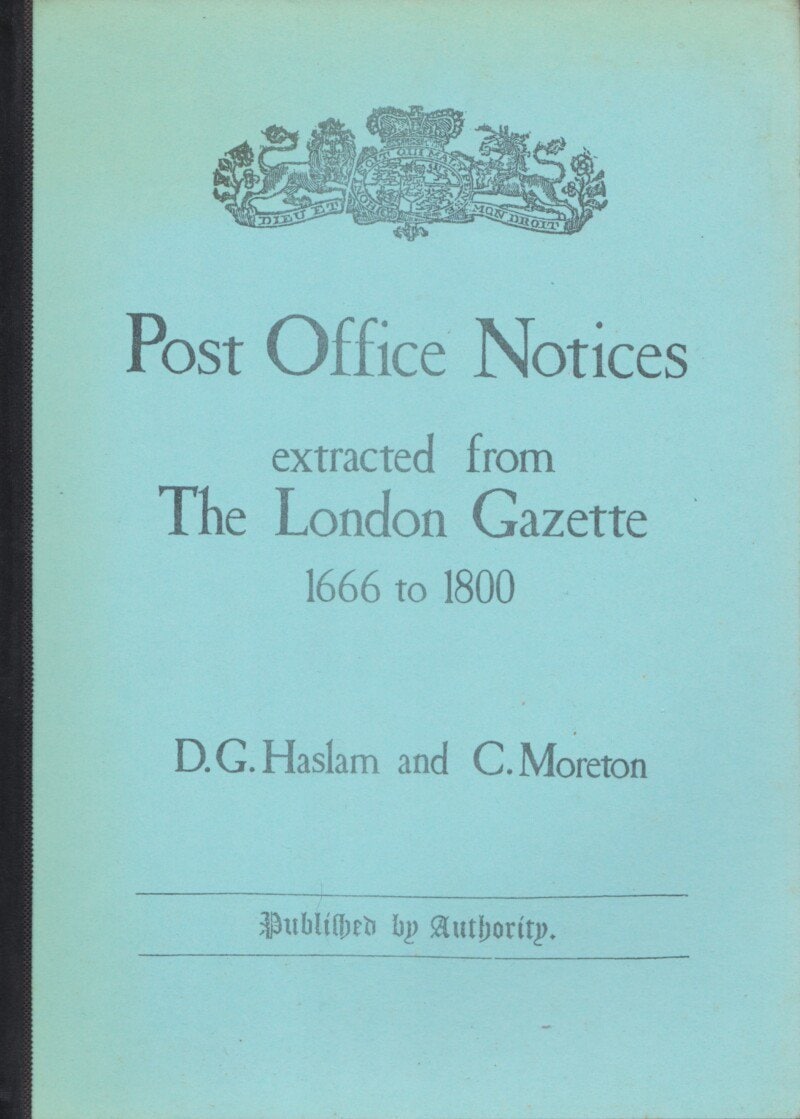 DIEU ET
MON DROIT
Post Office Notices
extracted from
The London Gazette
1666 to 1800
D.G. Haslam and C. Moreton
Publiſhed by Authority.